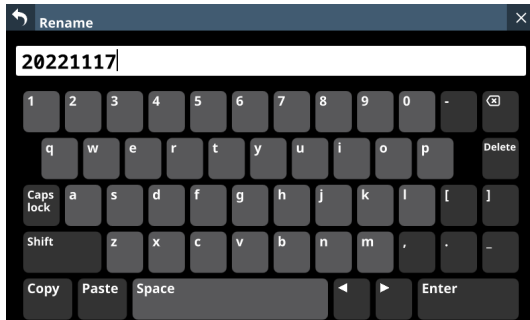 Rename
20221117
1 2 3 4 5 6 7 8 9 0 -
q w e r t y u i o p Delete
Caps lock a s d f g h j k l [ ]
Shift z x c v b n m , . _
Copy Paste Space ◀ ▶ Enter